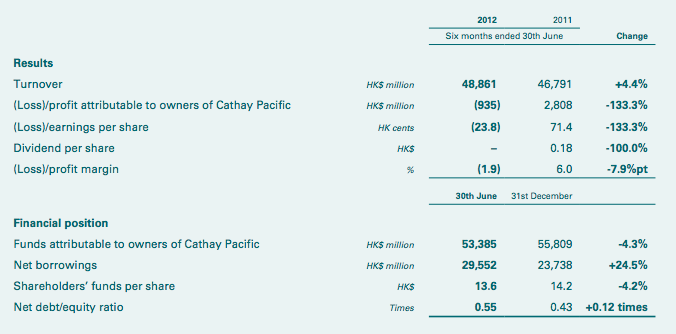 2012 2011
Six months ended 30th June Change
Results
Turnover HK$ million 48,861 46,791 +4.4%
(Loss)/profit attributable to owners of Cathay Pacific HK$ million (935) 2,808 -133.3%
(Loss)/earnings per share HK cents (23.8) 71.4 -133.3%
Dividend per share HK$ – 0.18 -100.0%
(Loss)/profit margin % (1.9) 6.0 -7.9%pt
30th June 31st December
Financial position
Funds attributable to owners of Cathay Pacific HK$ million 53,385 55,809 -4.3%
Net borrowings HK$ million 29,552 23,738 +24.5%
Shareholders’ funds per share HK$ 13.6 14.2 -4.2%
Net debt/equity ratio Times 0.55 0.43 +0.12 times